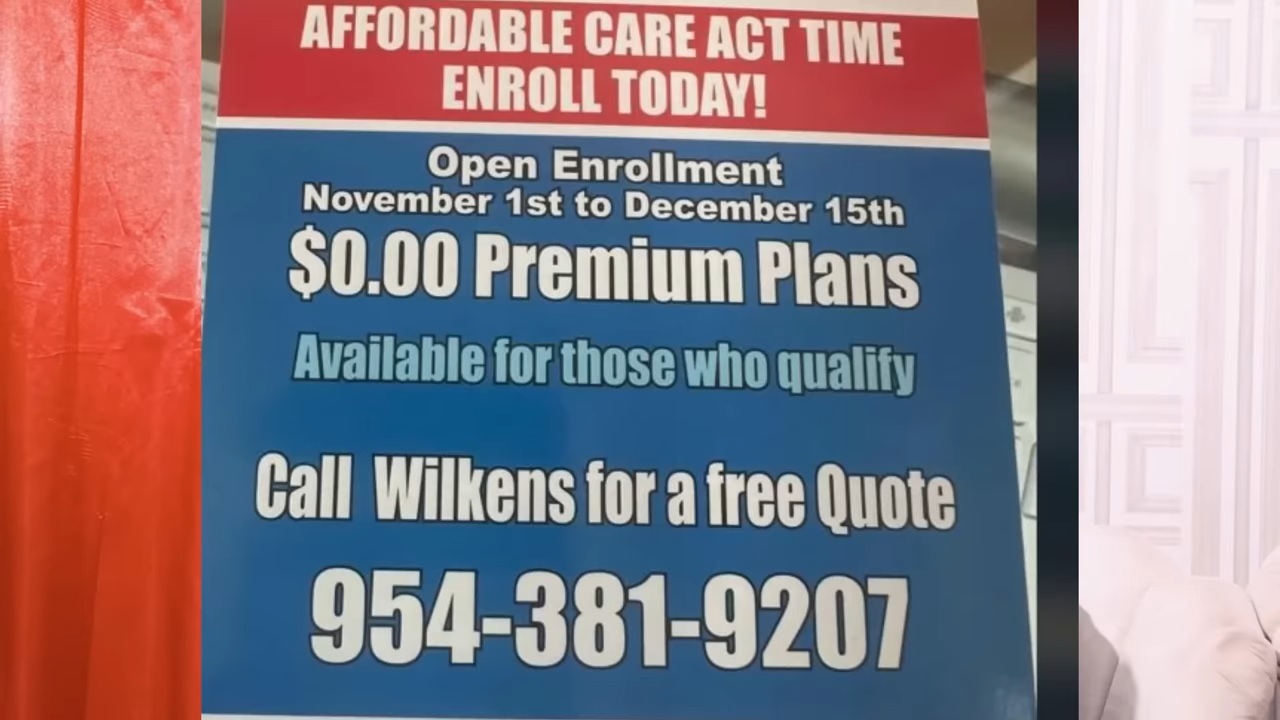 AFFORDABLE CARE ACT TIME
ENROLL TODAY!
Open Enrollment
November 1st to December 15th
$0.00 Premium Plans
Available for those who qualify
Call Wilkens for a free Quote
954-381-9207